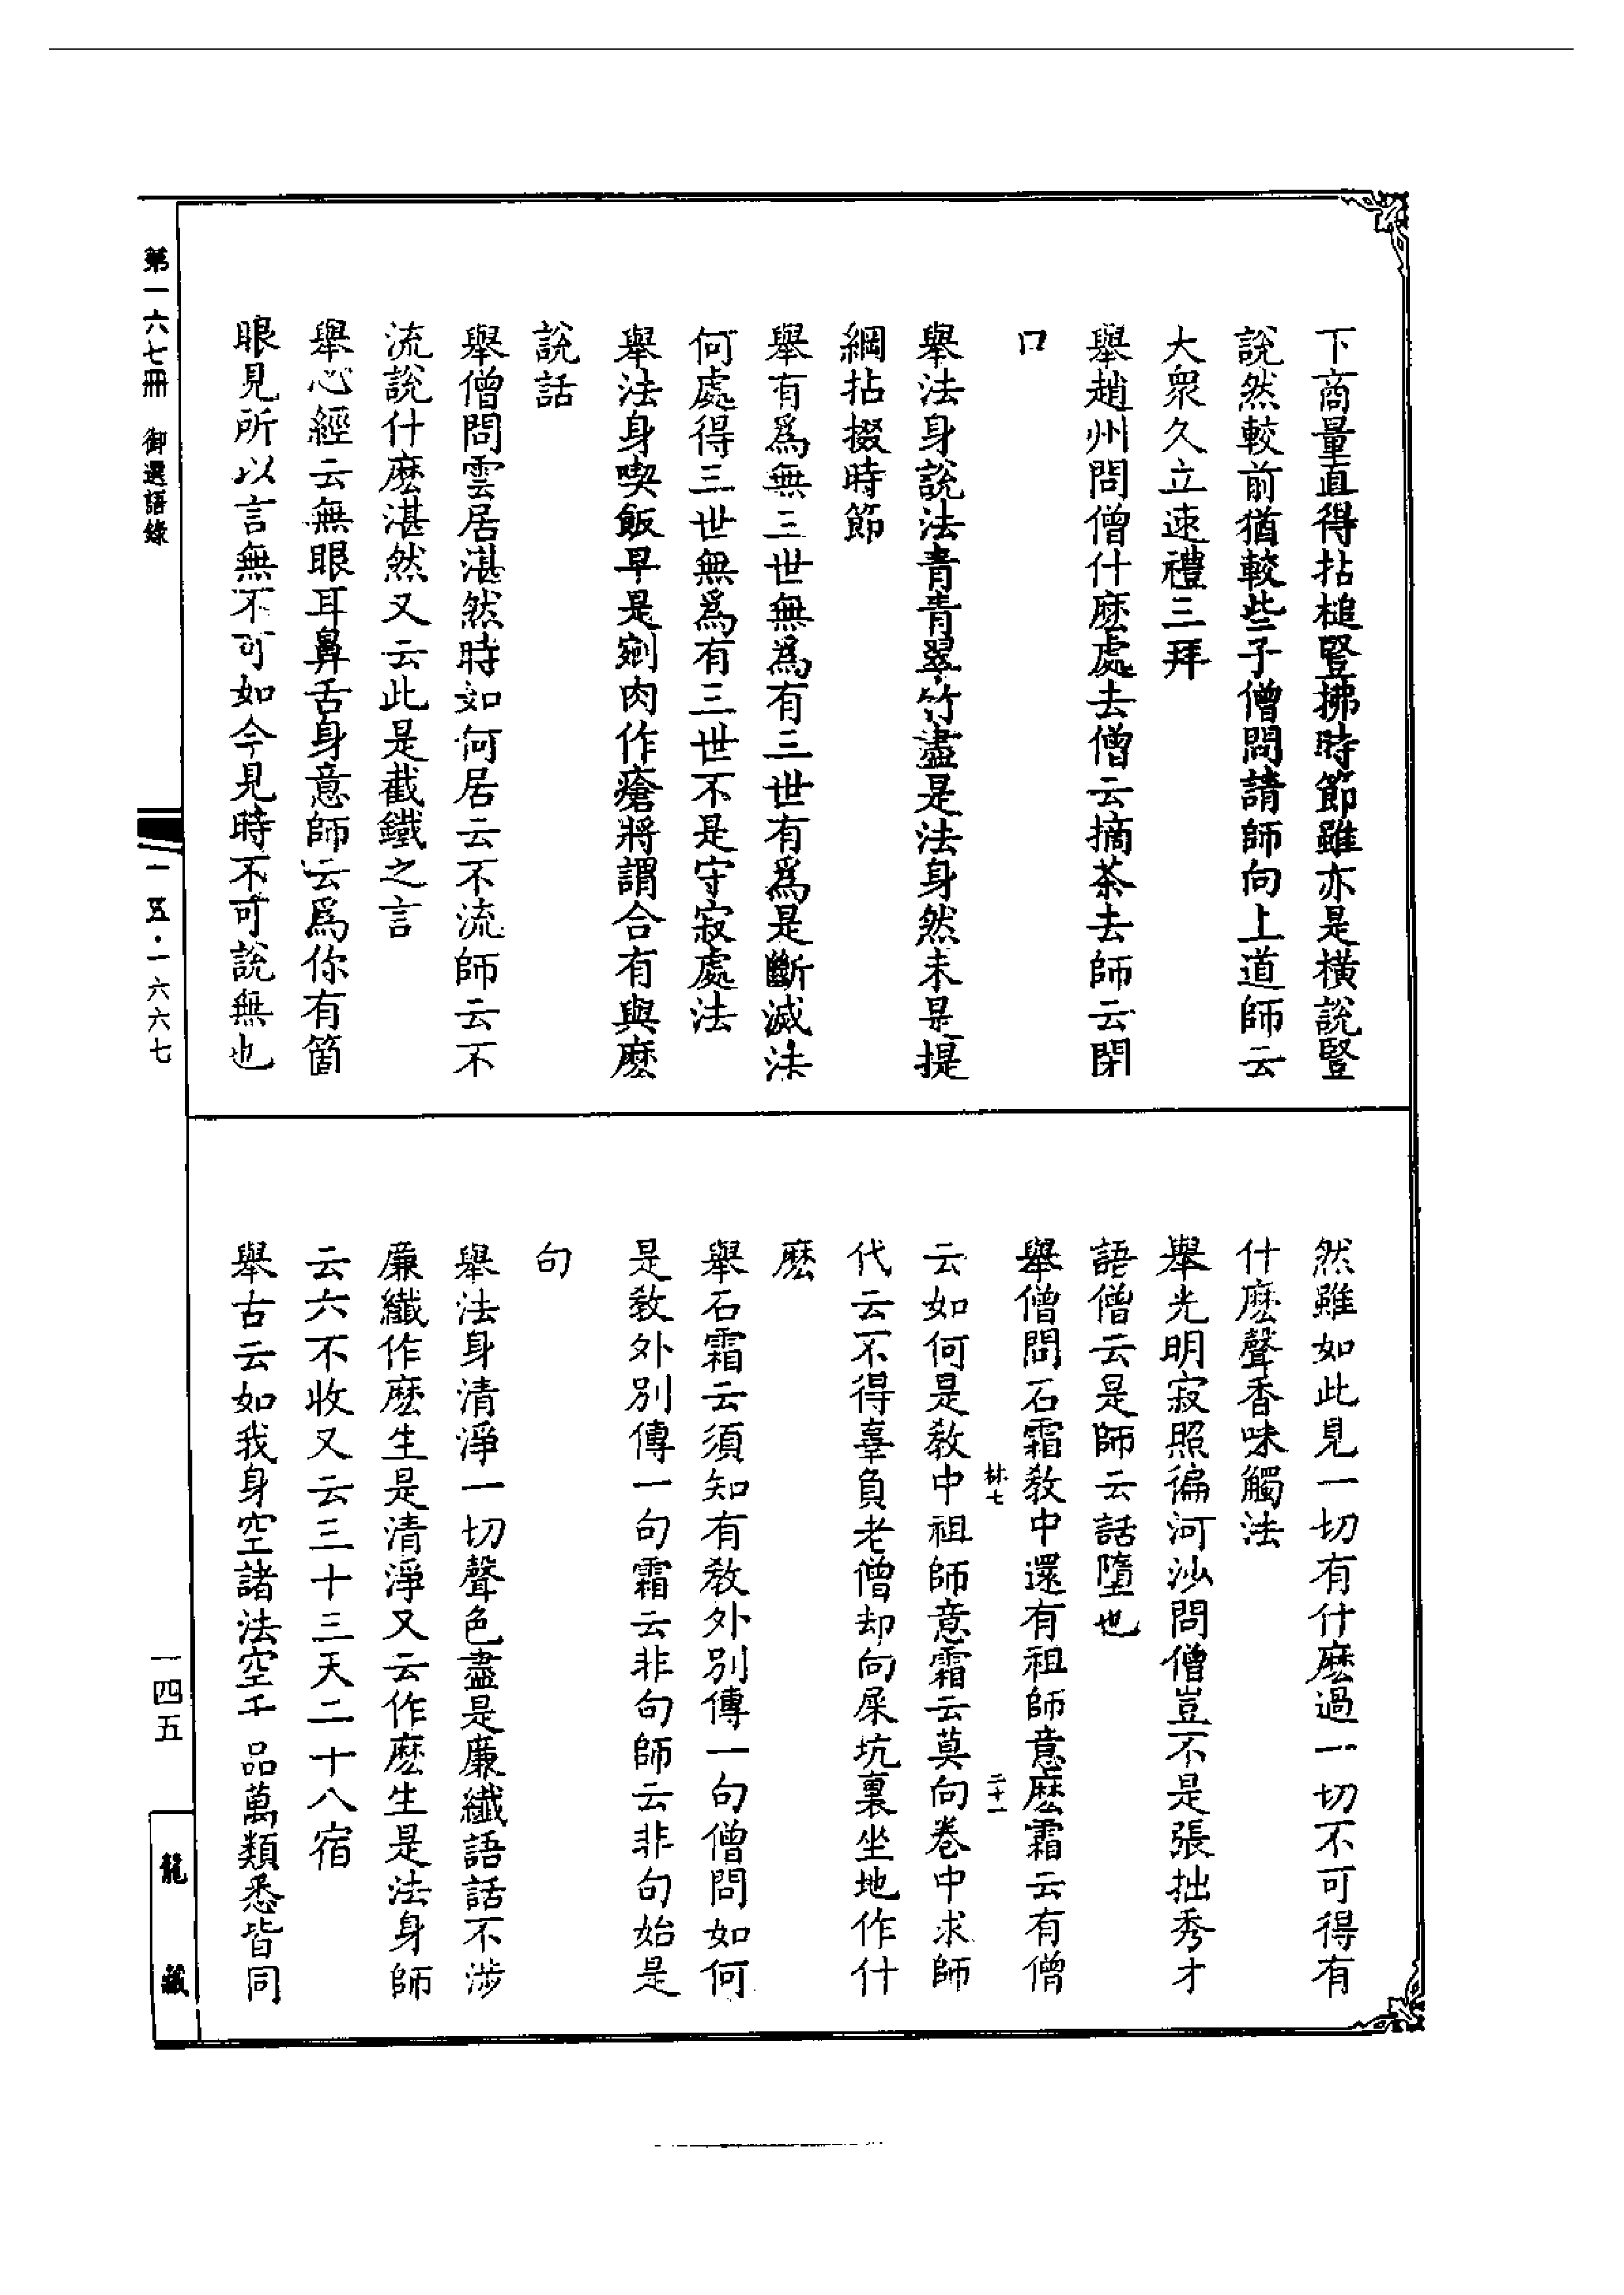 下商量直得拈槌豎拂時節雖亦是橫說豎
說然較前猶較些子僧問請師向上道師云
大衆久立速禮三拜
舉趙州問僧什麽處去僧云摘茶去師云閉
口
舉法身說法青青翠竹盡是法身然未是提
綱拈掇時節
舉有爲無三世無爲有三世有爲是斷滅法
何處得三世無爲有三世不是守寂處法
舉法身喫飯早是剜肉作瘡將謂合有與麽
說話
舉僧問雲居湛然時如何居云不流師云不
流說什麽湛然又云此是截鐵之言
舉心經云無眼耳鼻舌身意師云爲你有箇
眼見所以言無不可如今見時不可說無也
然雖如此見一切有什麽過一切不可得有
什麽聲香味觸法
舉光明寂照徧河沙問僧豈不是張拙秀才
語僧云是師云話墮也
舉僧問石霜教中還有祖師意麽霜云有僧
林七
二十一
云如何是教中祖師意霜云莫向卷中求師
代云不得辜負老僧却向屎坑裏坐地作什
麽
舉石霜云須知有教外別傳一句僧問如何
是教外別傳一句霜云非句師云非句始是
句
舉法身清淨一切聲色盡是廉纖語話不涉
廉纖作麽生是清淨又云作麽生是法身師
云六不收又云三十三天二十八宿
舉古云如我身空諸法空千品萬類悉皆同
第一六七冊
御選語錄
一五·一六六七
一四五
龍藏